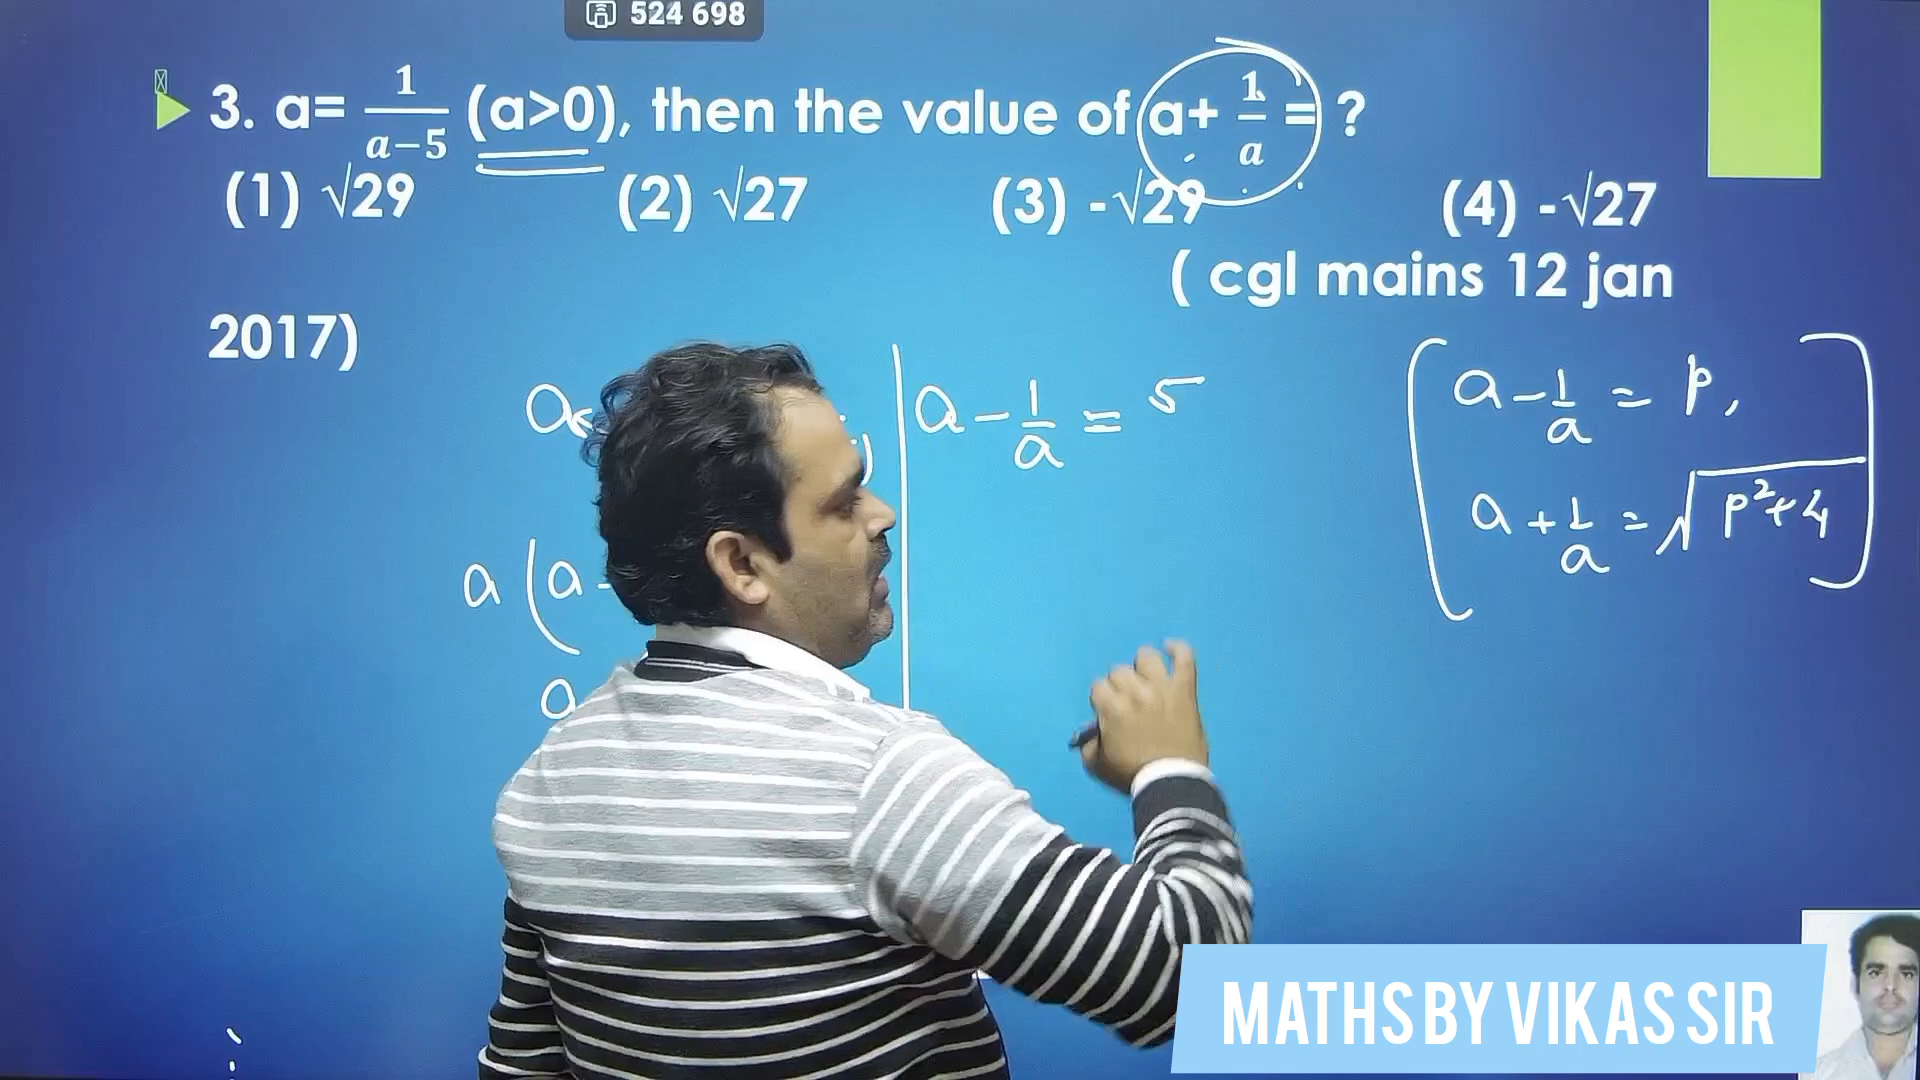 524 698
3. a= 1/(a-5) (a>0), then the value of a+ 1/a = ?
(1) √29 (2) √27 (3) -√29 (4) -√27
( cgl mains 12 jan
2017)
a - 1/a = 5
a - 1/a = P,
a + 1/a = √(P²+4)
a (a -
a
MATHS BY VIKAS SIR